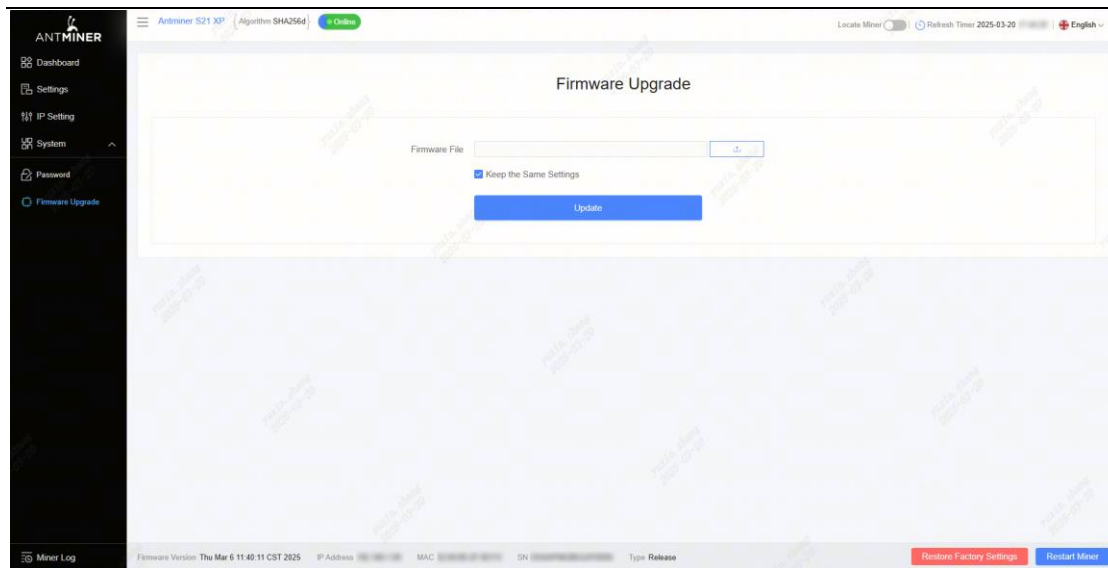 ANTMINER
Antminer S21 XP Algorithm SHA256d Online
Locate Miner Refresh Timer 2025-03-20 English
Dashboard
Settings
IP Setting
System
Password
Firmware Upgrade
Firmware Upgrade
Firmware File
Keep the Same Settings
Update
Miner Log
Firmware Version Thu Mar 6 11:40:11 CST 2025 IP Address MAC SN Type Release
Restore Factory Settings Restart Miner